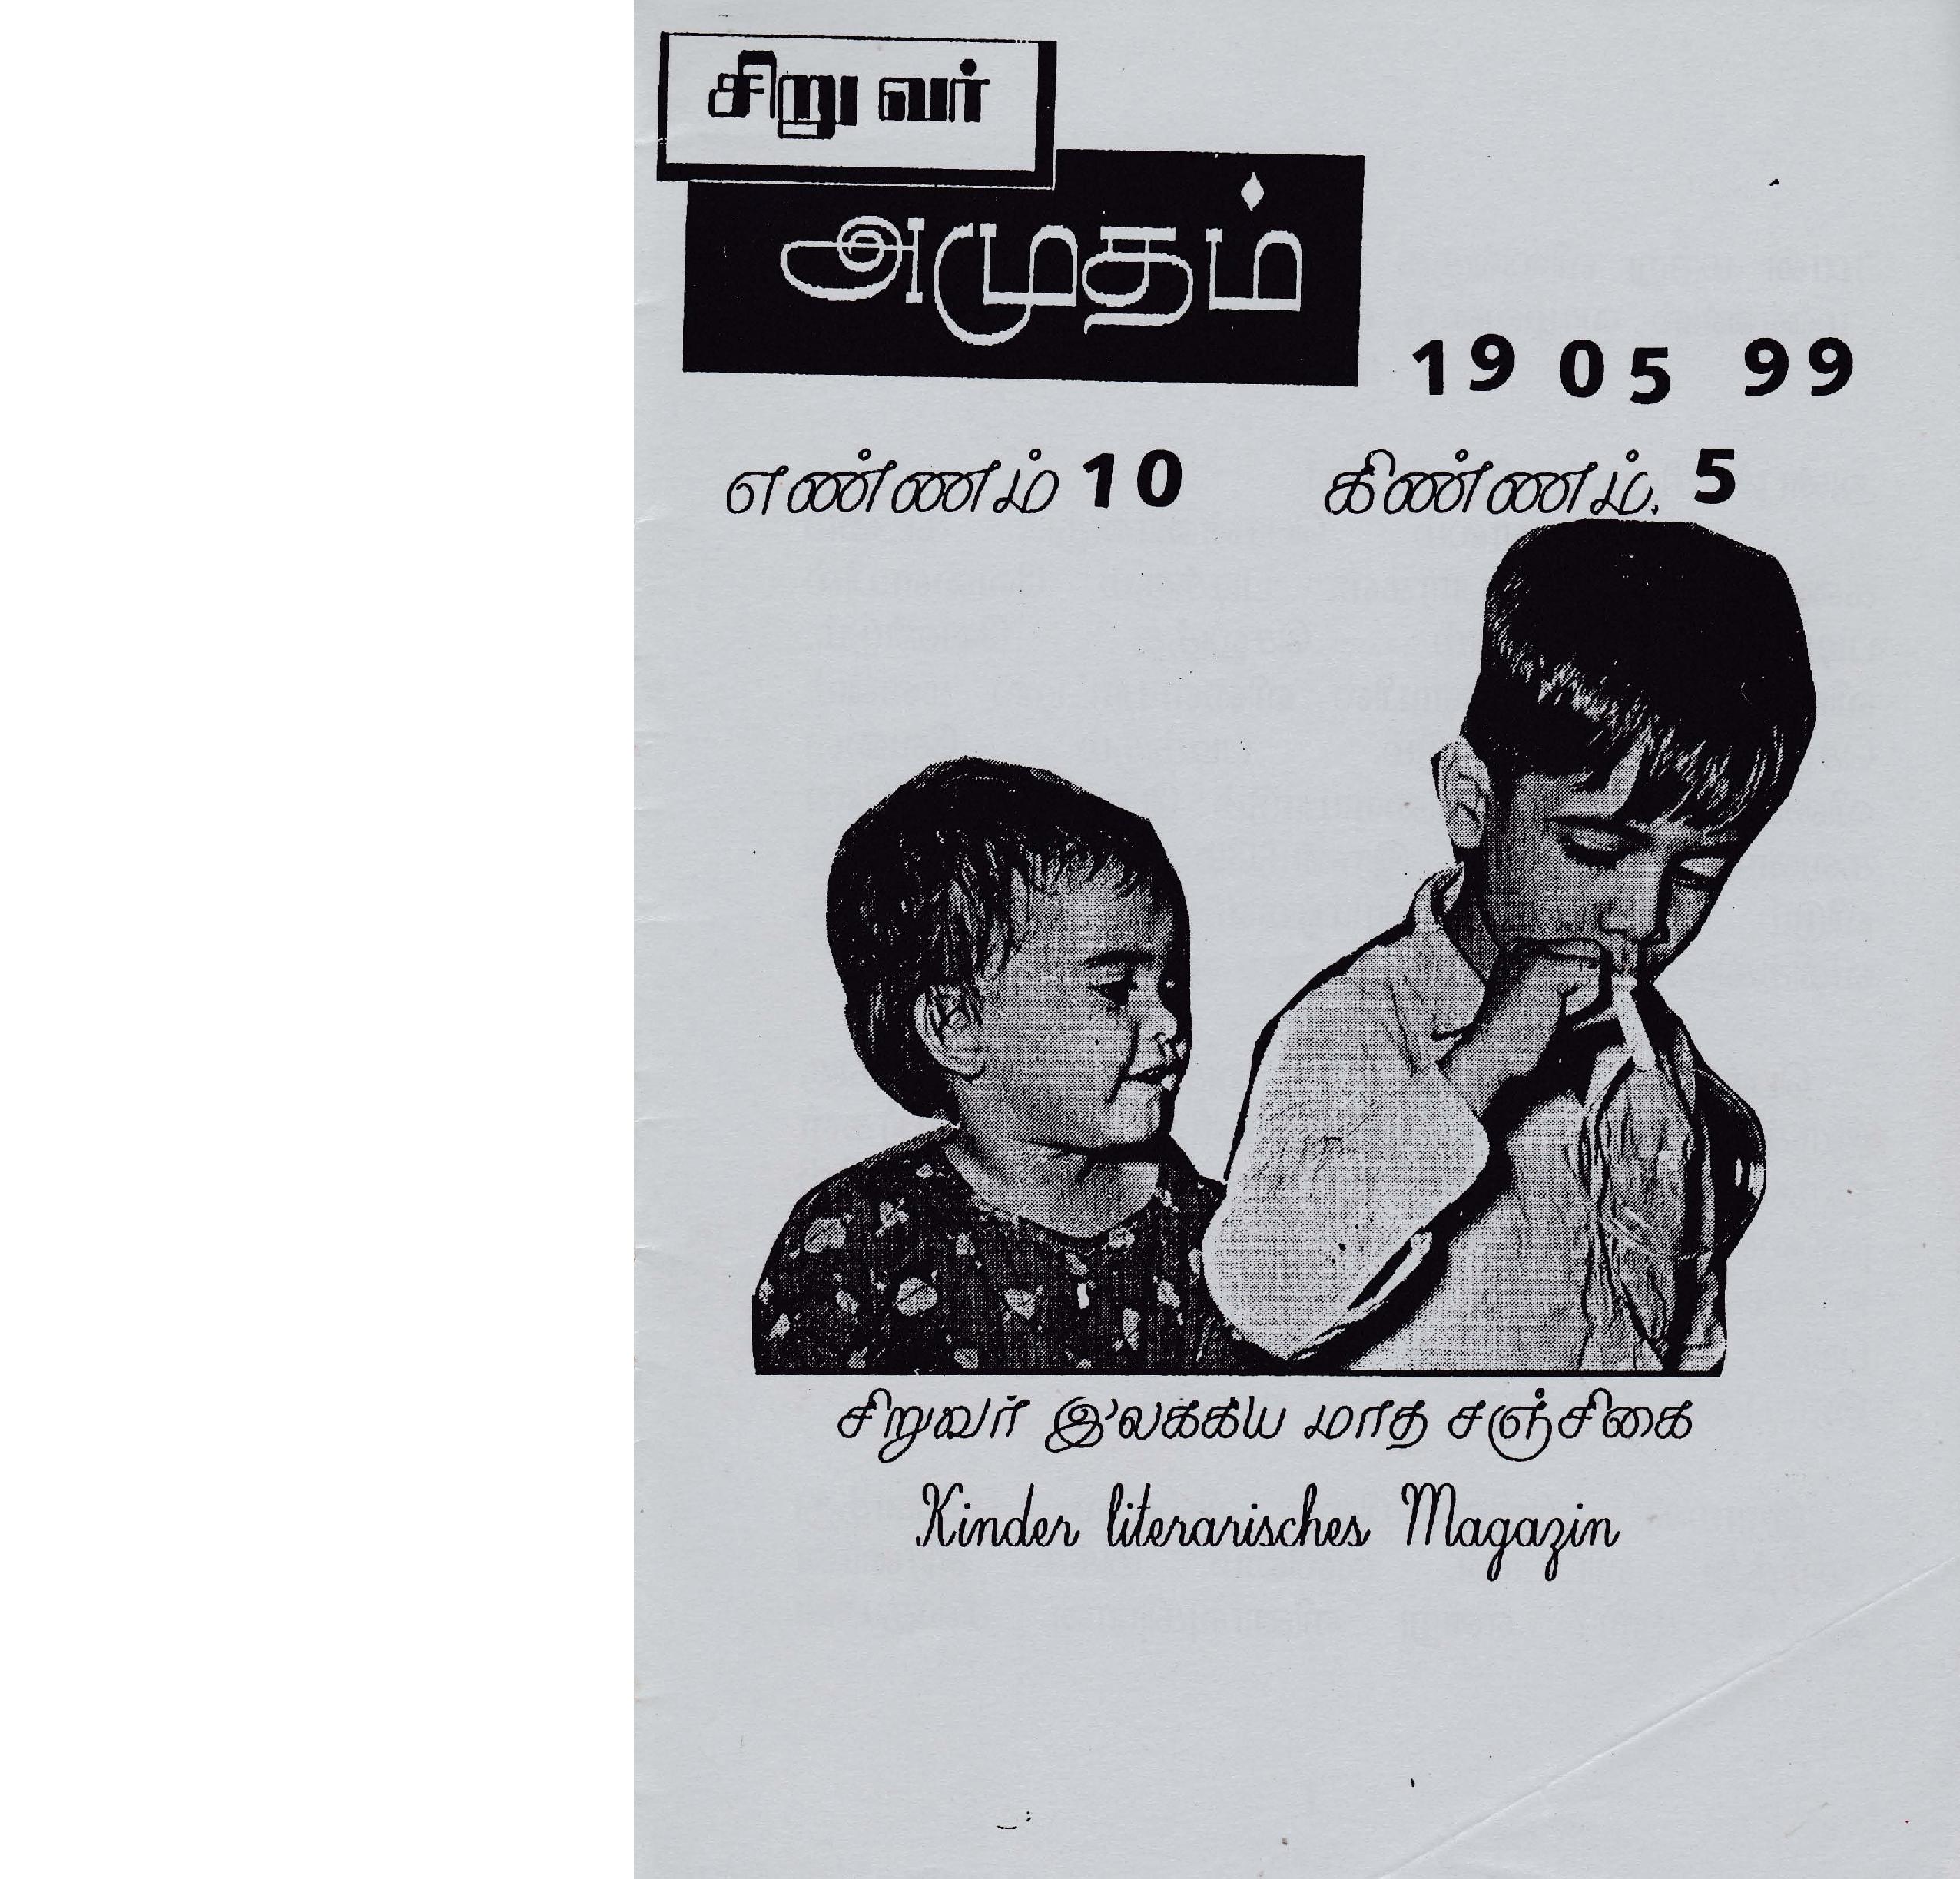 சிறுவர்
அமுதம்
19 05 99
எண்ணம் 10 கிண்ணம். 5
சிறுவர் இலக்கிய மாத சஞ்சிகை
Kinder literarisches Magazin